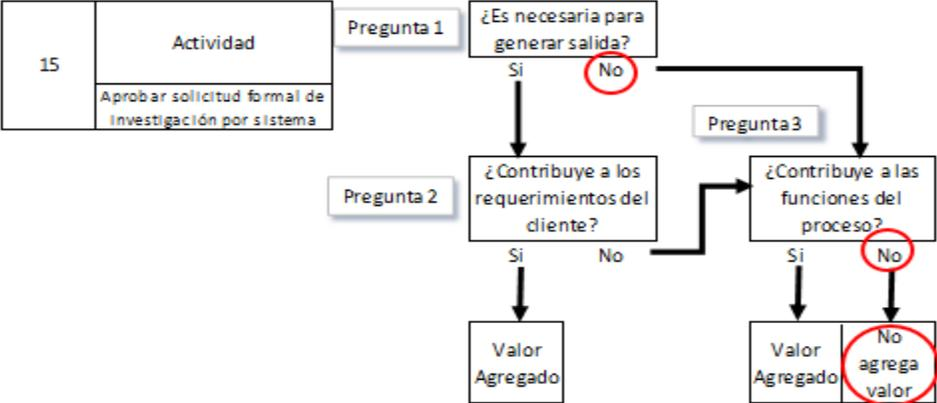 15
Actividad
Aprobar solicitud formal de
investigación por sistema
Pregunta 1
¿Es necesaria para
generar salida?
Si No
Pregunta 2
¿Contribuye a los
requerimientos del
cliente?
Si No
Pregunta 3
¿Contribuye a las
funciones del
proceso?
Si No
Valor
Agregado
Valor
Agregado
No
agrega
valor